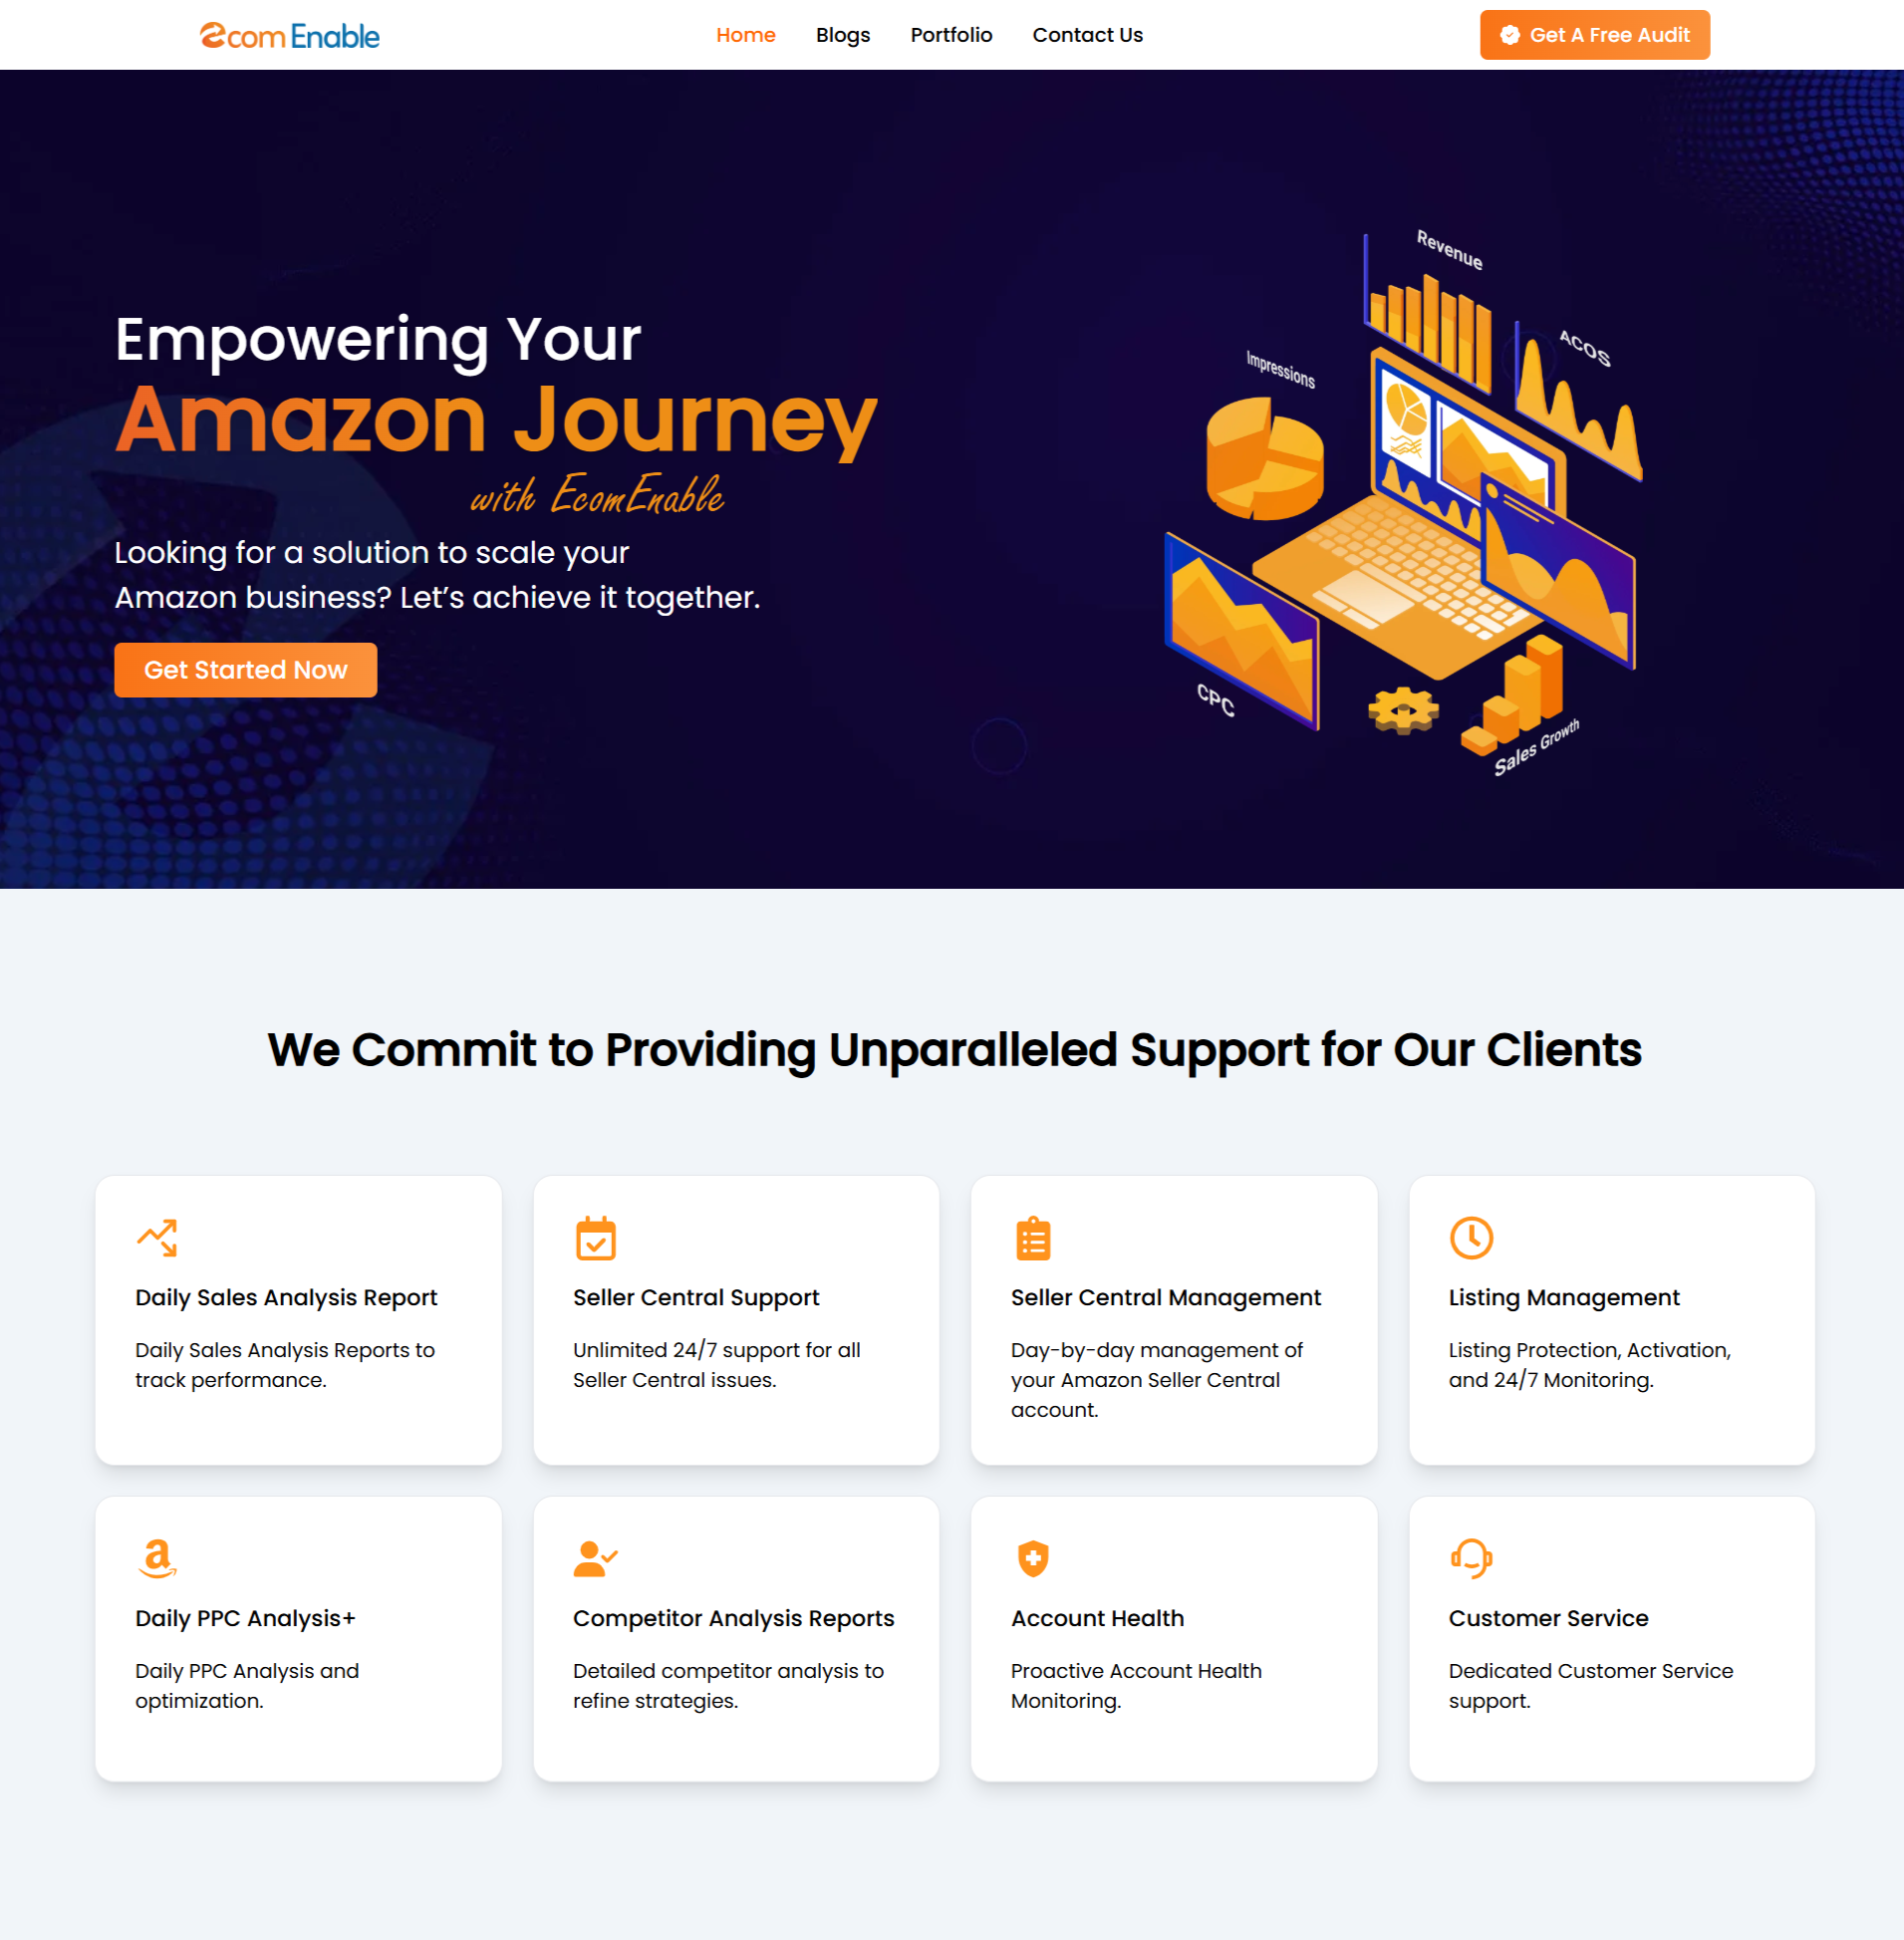 ecom Enable
Home Blogs Portfolio Contact Us
Get A Free Audit
Empowering Your
Amazon Journey
with EcomEnable
Looking for a solution to scale your
Amazon business? Let’s achieve it together.
Get Started Now
Revenue
ACOS
Impressions
CPC
Sales Growth
We Commit to Providing Unparalleled Support for Our Clients
Daily Sales Analysis Report
Daily Sales Analysis Reports to
track performance.
Seller Central Support
Unlimited 24/7 support for all
Seller Central issues.
Seller Central Management
Day-by-day management of
your Amazon Seller Central
account.
Listing Management
Listing Protection, Activation,
and 24/7 Monitoring.
a
Daily PPC Analysis+
Daily PPC Analysis and
optimization.
Competitor Analysis Reports
Detailed competitor analysis to
refine strategies.
Account Health
Proactive Account Health
Monitoring.
Customer Service
Dedicated Customer Service
support.